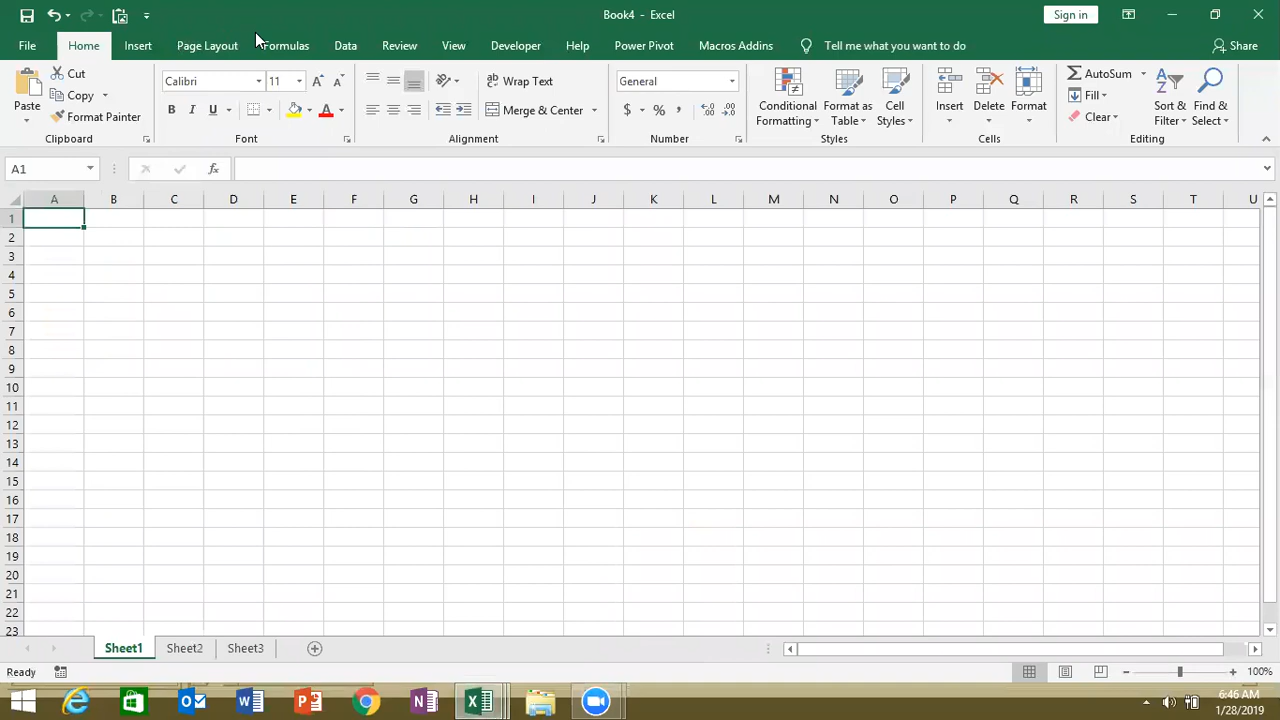 Book4 - Excel
Sign in
File Home Insert Page Layout Formulas Data Review View Developer Help Power Pivot Macros Addins Tell me what you want to do Share
Paste
Cut
Copy
Format Painter
Clipboard
Calibri 11
B I U A
Font
Wrap Text
Merge & Center
Alignment
General
$ % ,
Number
Conditional Formatting
Format as Table
Cell Styles
Styles
Insert Delete Format
Cells
AutoSum
Fill
Clear
Sort & Filter
Find & Select
Editing
A1 fx
A B C D E F G H I J K L M N O P Q R S T U
1
2
3
4
5
6
7
8
9
10
11
12
13
14
15
16
17
18
19
20
21
22
23
Sheet1 Sheet2 Sheet3
Ready 100%
6:46 AM
1/28/2019